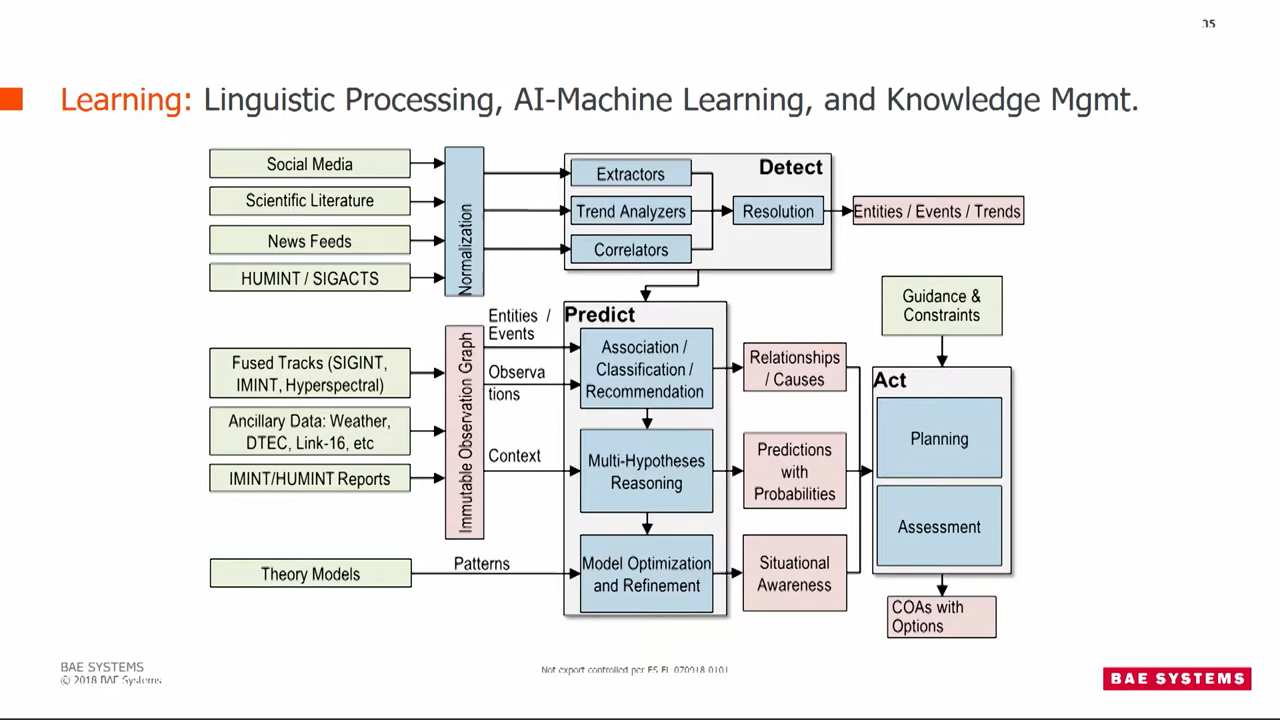 35
Learning: Linguistic Processing, AI-Machine Learning, and Knowledge Mgmt.
Social Media
Scientific Literature
News Feeds
HUMINT / SIGACTS
Normalization
Detect
Extractors
Trend Analyzers
Correlators
Resolution
Entities / Events / Trends
Fused Tracks (SIGINT,
IMINT, Hyperspectral)
Ancillary Data: Weather,
DTEC, Link-16, etc
IMINT/HUMINT Reports
Immutable Observation Graph
Entities /
Events
Observa
tions
Context
Theory Models
Patterns
Predict
Association /
Classification /
Recommendation
Multi-Hypotheses
Reasoning
Model Optimization
and Refinement
Relationships
/ Causes
Predictions
with
Probabilities
Situational
Awareness
Guidance &
Constraints
Act
Planning
Assessment
COAs with
Options
BAE SYSTEMS
© 2018 BAE Systems
Not export controlled per ES-FL-070918-0101
BAE SYSTEMS